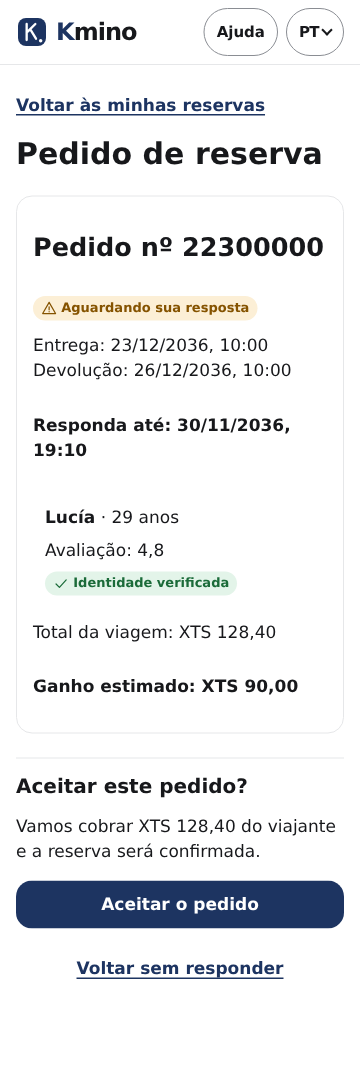 Kmino
Ajuda
PT
Voltar às minhas reservas
Pedido de reserva
Pedido nº 22300000
Aguardando sua resposta
Entrega: 23/12/2036, 10:00
Devolução: 26/12/2036, 10:00
Responda até: 30/11/2036,
19:10
Lucía · 29 anos
Avaliação: 4,8
Identidade verificada
Total da viagem: XTS 128,40
Ganho estimado: XTS 90,00
Aceitar este pedido?
Vamos cobrar XTS 128,40 do viajante
e a reserva será confirmada.
Aceitar o pedido
Voltar sem responder